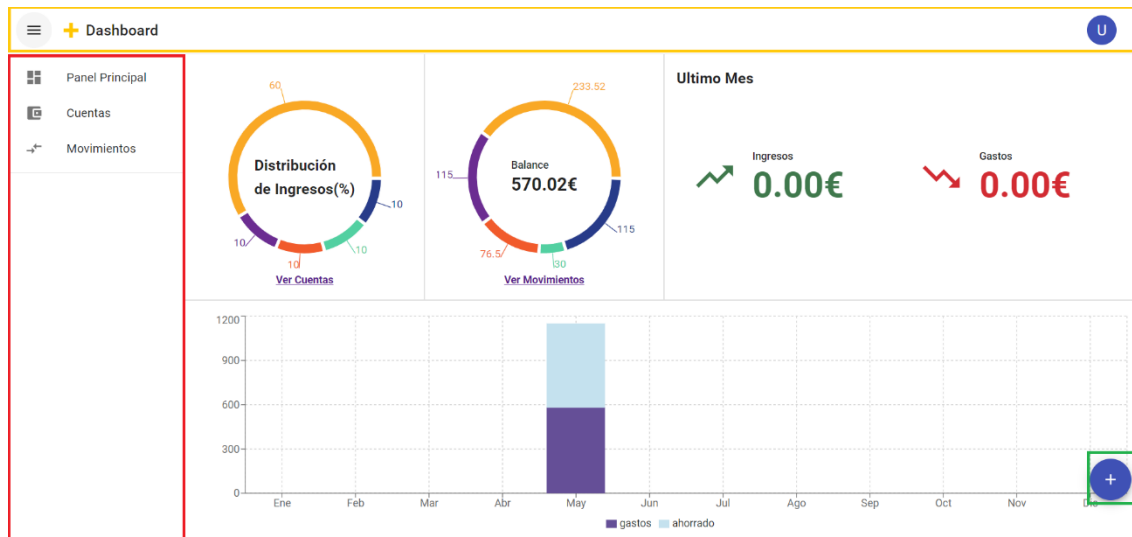 Dashboard
U
Panel Principal
Cuentas
Movimientos
60
Distribución
de Ingresos(%)
10
10
10
10
Ver Cuentas
233.52
115
Balance
570.02€
115
76.5
30
Ver Movimientos
Ultimo Mes
Ingresos
0.00€
Gastos
0.00€
1200
900
600
300
0
Ene Feb Mar Abr May Jun Jul Ago Sep Oct Nov
gastos ahorrado
+